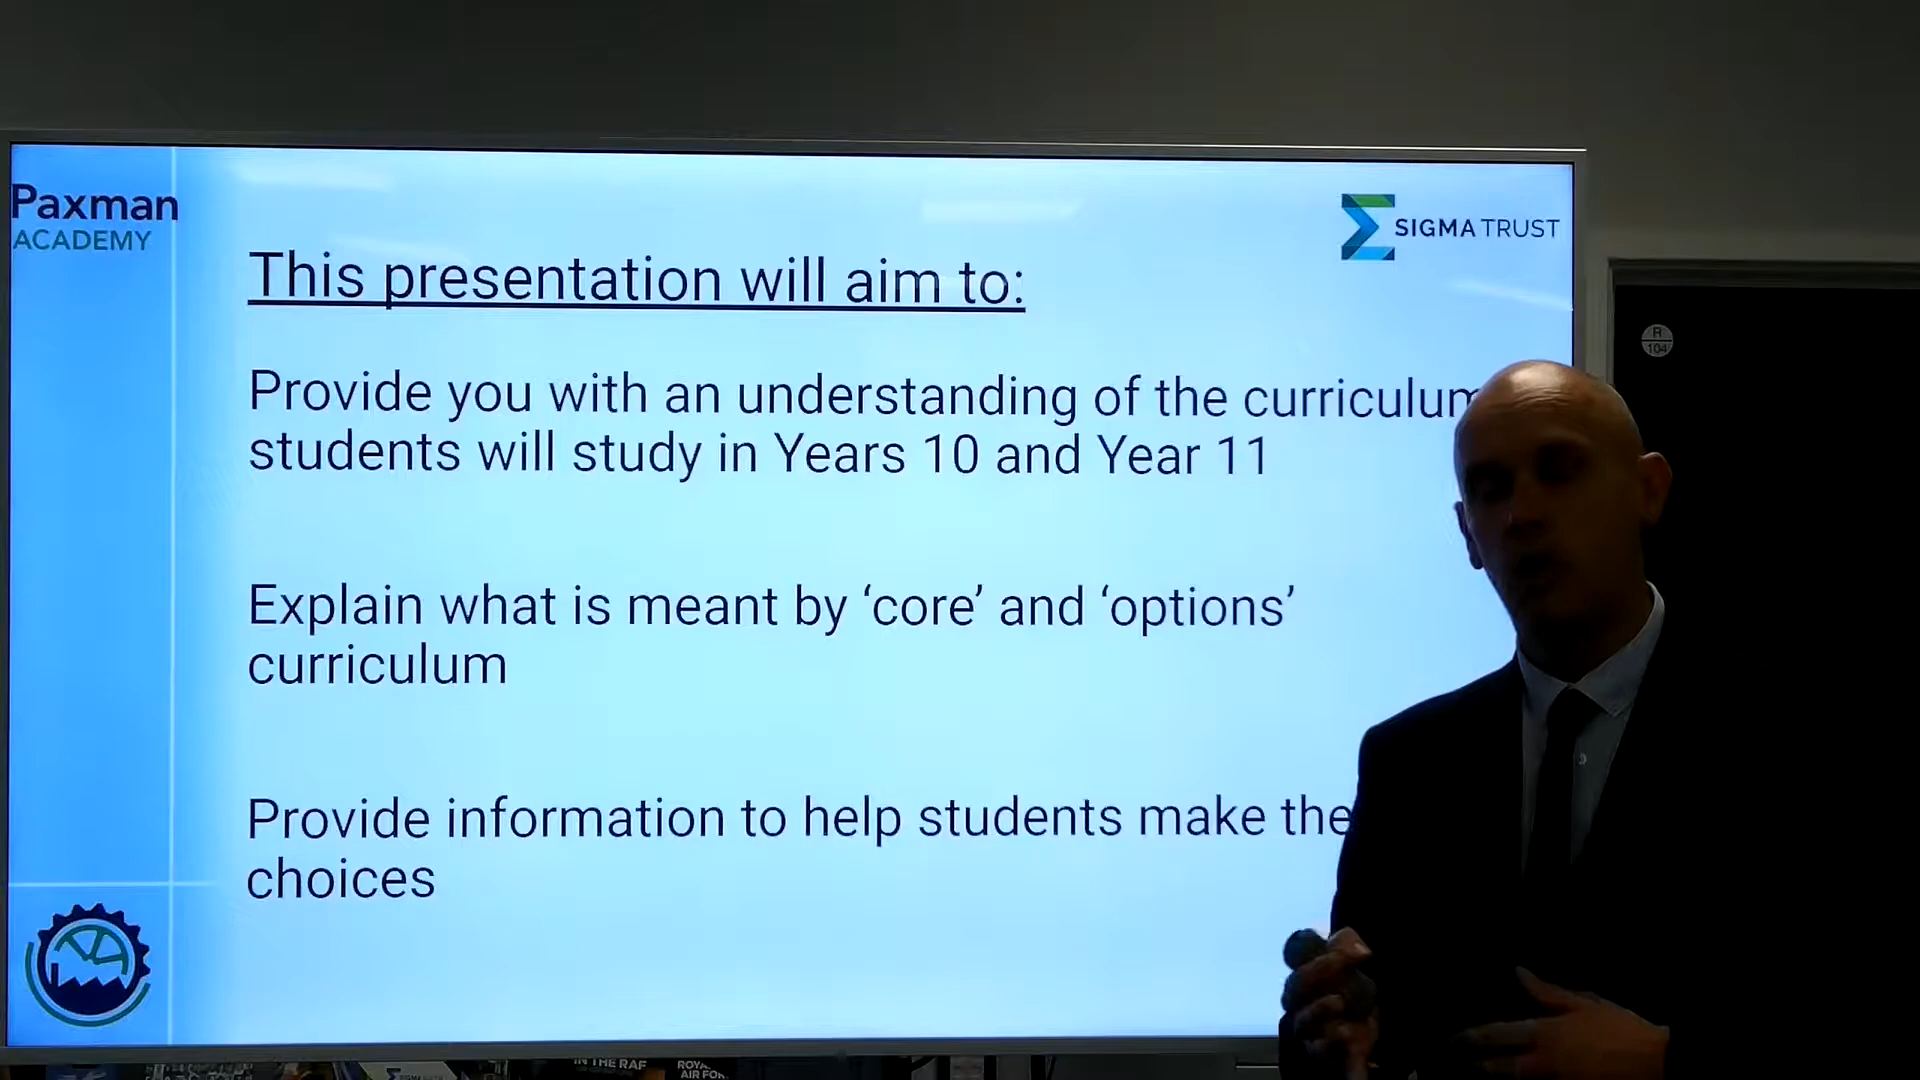 Paxman
ACADEMY
SIGMA TRUST
This presentation will aim to:
Provide you with an understanding of the curriculum
students will study in Years 10 and Year 11
Explain what is meant by ‘core’ and ‘options’
curriculum
Provide information to help students make
choices
R
104
IN THE RAF
ROYAL
AIR FOR